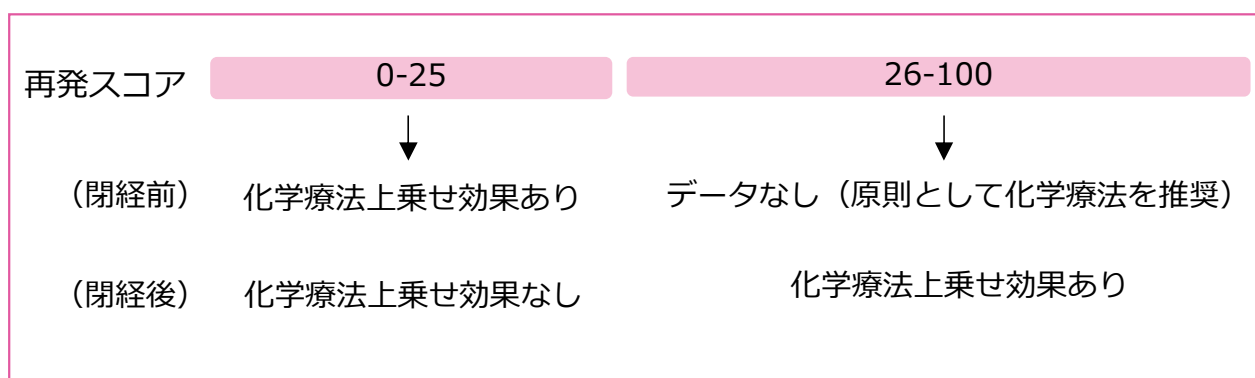 再発スコア 0-25 26-100
（閉経前） 化学療法上乗せ効果あり データなし（原則として化学療法を推奨）
（閉経後） 化学療法上乗せ効果なし 化学療法上乗せ効果あり